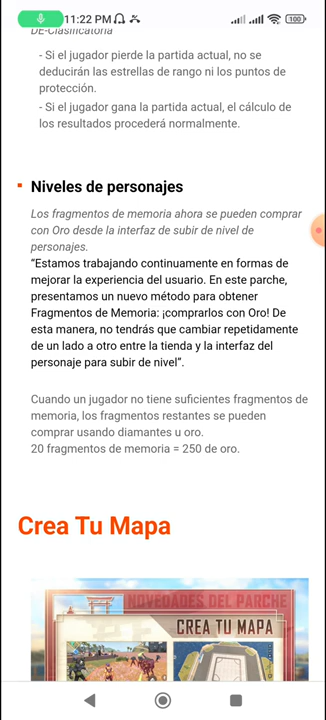 11:22 PM
100
DE-Clasificatoria
- Si el jugador pierde la partida actual, no se
deducirán las estrellas de rango ni los puntos de
protección.
- Si el jugador gana la partida actual, el cálculo de
los resultados procederá normalmente.
Niveles de personajes
Los fragmentos de memoria ahora se pueden comprar
con Oro desde la interfaz de subir de nivel de
personajes.
“Estamos trabajando continuamente en formas de
mejorar la experiencia del usuario. En este parche,
presentamos un nuevo método para obtener
Fragmentos de Memoria: ¡comprarlos con Oro! De
esta manera, no tendrás que cambiar repetidamente
de un lado a otro entre la tienda y la interfaz del
personaje para subir de nivel”.
Cuando un jugador no tiene suficientes fragmentos de
memoria, los fragmentos restantes se pueden
comprar usando diamantes u oro.
20 fragmentos de memoria = 250 de oro.
Crea Tu Mapa
NOVEDADES DEL PARCHE
CREA TU MAPA